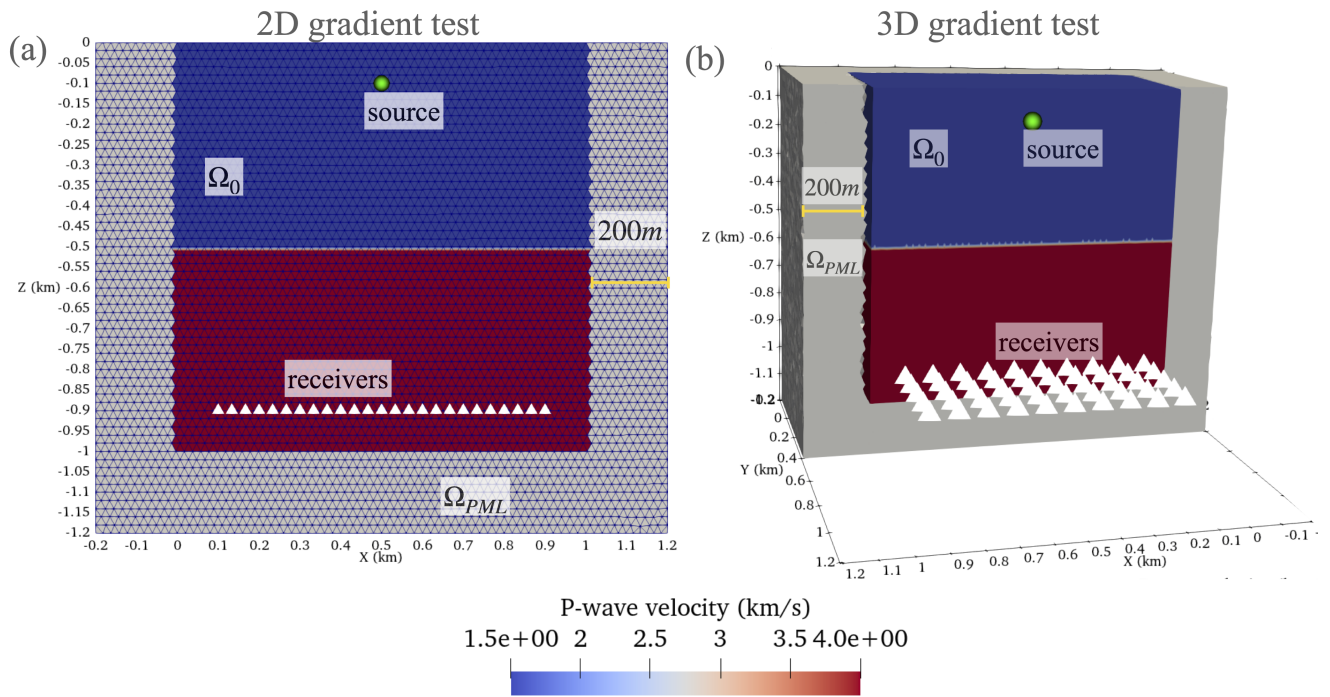 2D gradient test
3D gradient test
(a)
0
-0.05
-0.1
-0.15
-0.2
-0.25
-0.3
-0.35
-0.4
-0.45
-0.5
-0.55
Z (km) -0.6
-0.65
-0.7
-0.75
-0.8
-0.85
-0.9
-0.95
-1
-1.05
-1.1
-1.15
-1.2
source
Ω0
200m
receivers
ΩPML
-0.2 -0.1 0 0.1 0.2 0.3 0.4 0.5 0.6 0.7 0.8 0.9 1 1.1 1.2
X (km)
(b)
0
-0.1
-0.2
-0.3
-0.4
-0.5
Z (km) -0.6
-0.7
-0.8
-0.9
-1
-1.1
-1.2
Ω0
source
200m
ΩPML
receivers
0
0.2
0.4
Y (km) 0.6
0.8
1
1.2
1.2 1.1 1 0.9 0.8 0.7 0.6 0.5 0.4 0.3 0.2 0.1 0 -0.1
X (km)
P-wave velocity (km/s)
1.5e+00 2 2.5 3 3.5 4.0e+00